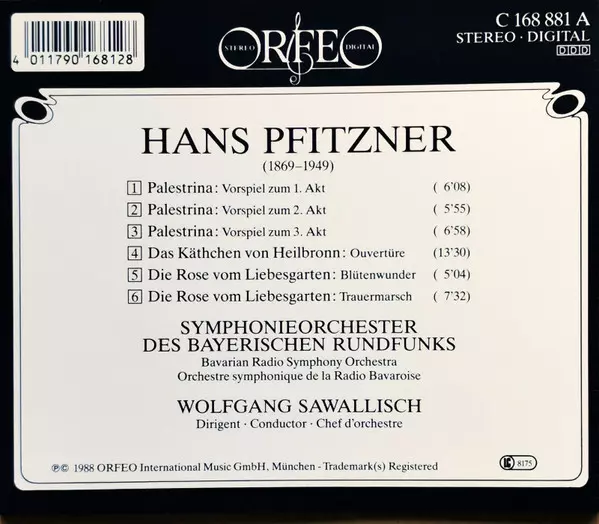 4 011790 168128
ORFEO
STEREO DIGITAL
C 168 881 A
STEREO · DIGITAL
DDD
HANS PFITZNER
(1869–1949)
1 Palestrina: Vorspiel zum 1. Akt ( 6'08)
2 Palestrina: Vorspiel zum 2. Akt ( 5'55)
3 Palestrina: Vorspiel zum 3. Akt ( 6'58)
4 Das Käthchen von Heilbronn: Ouvertüre (13'30)
5 Die Rose vom Liebesgarten: Blütenwunder ( 5'04)
6 Die Rose vom Liebesgarten: Trauermarsch ( 7'32)
SYMPHONIEORCHESTER
DES BAYERISCHEN RUNDFUNKS
Bavarian Radio Symphony Orchestra
Orchestre symphonique de la Radio Bavaroise
WOLFGANG SAWALLISCH
Dirigent · Conductor · Chef d'orchestre
℗© 1988 ORFEO International Music GmbH, München - Trademark(s) Registered
LC 8175